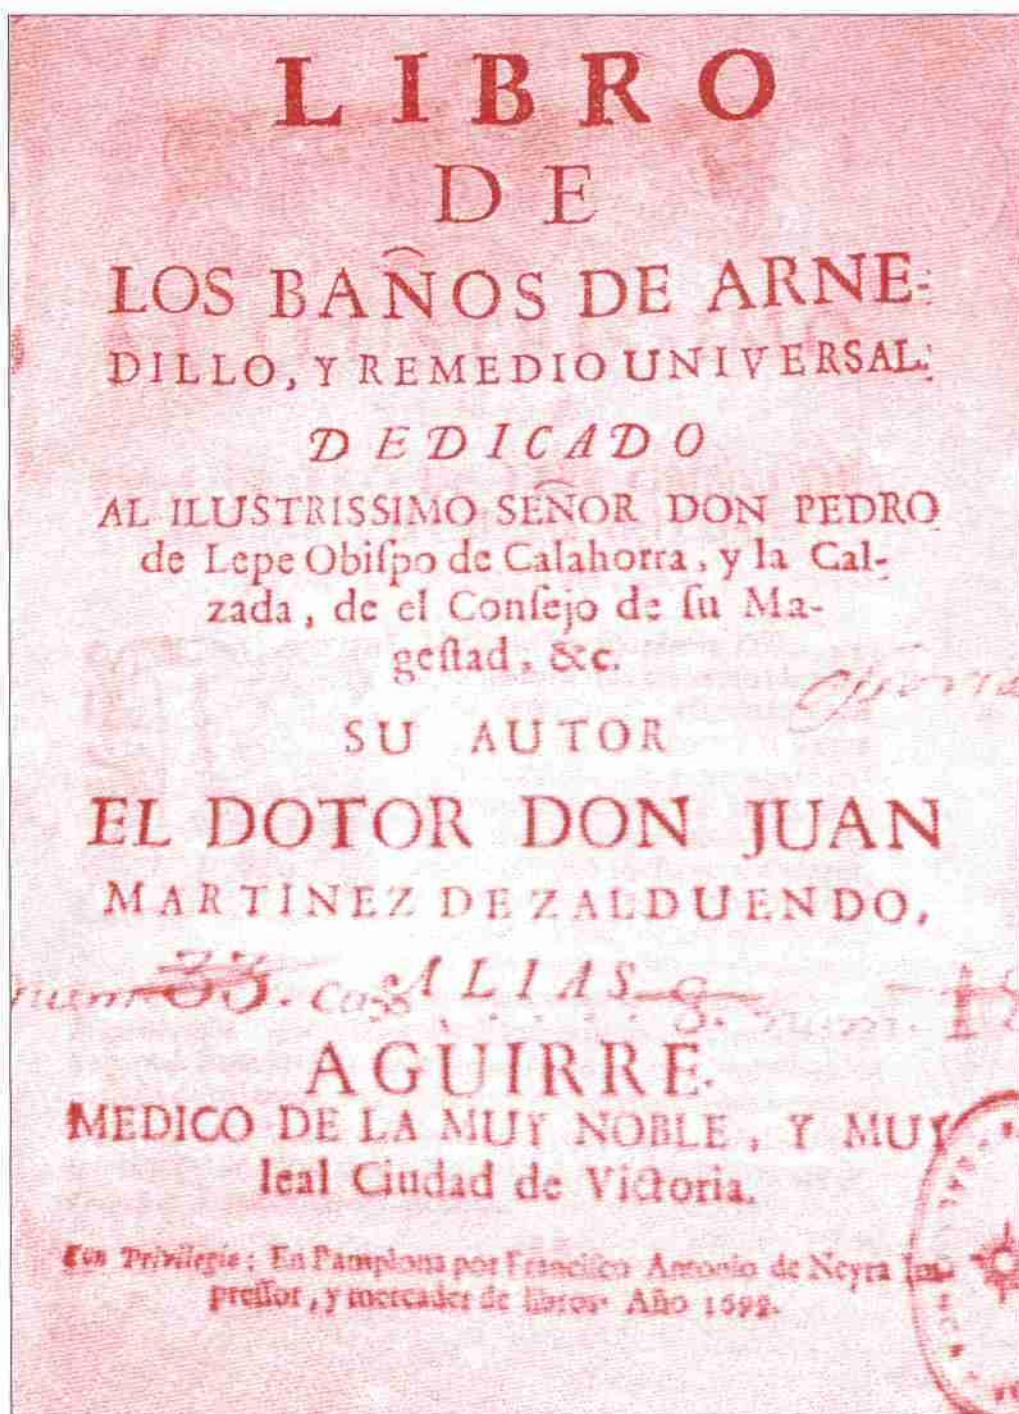 LIBRO
DE
LOS BAÑOS DE ARNE-
DILLO, Y REMEDIO UNIVERSAL:
DEDICADO
AL ILUSTRISSIMO SEÑOR DON PEDRO
de Lepe Obiſpo de Calahorra, y la Cal-
zada, de el Conſejo de ſu Ma-
geſtad, &c.
SU AUTOR
EL DOTOR DON JUAN
MARTINEZ DE ZALDUENDO,
ALIAS
AGUIRRE.
MEDICO DE LA MUY NOBLE, Y MUY
leal Ciudad de Victoria.
Con Privilegio: En Pamplona por Franciſco Antonio de Neyra Im-
preſſor, y mercader de libros. Año